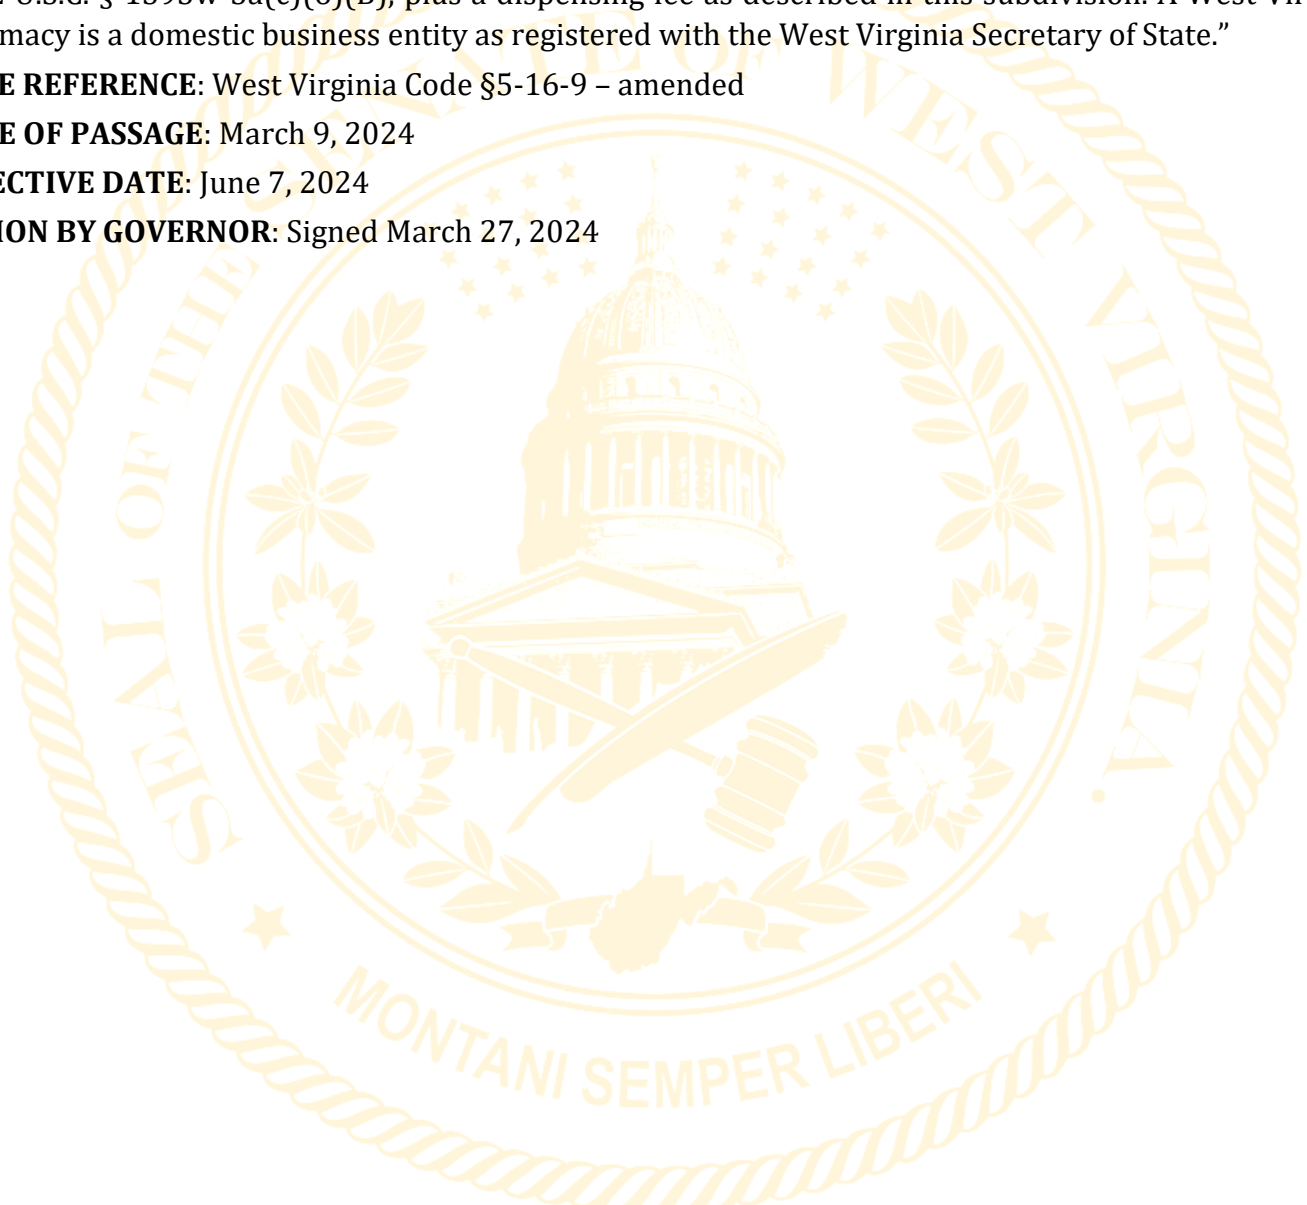 U.S.C. § 1395w-3a(c)(6)(B), plus a dispensing fee as described in this subdivision. A West Vir
macy is a domestic business entity as registered with the West Virginia Secretary of State.”
E REFERENCE: West Virginia Code §5-16-9 – amended
E OF PASSAGE: March 9, 2024
ECTIVE DATE: June 7, 2024
ION BY GOVERNOR: Signed March 27, 2024
SEAL OF THE SENATE OF WEST VIRGINIA.
MONTANI SEMPER LIBERI